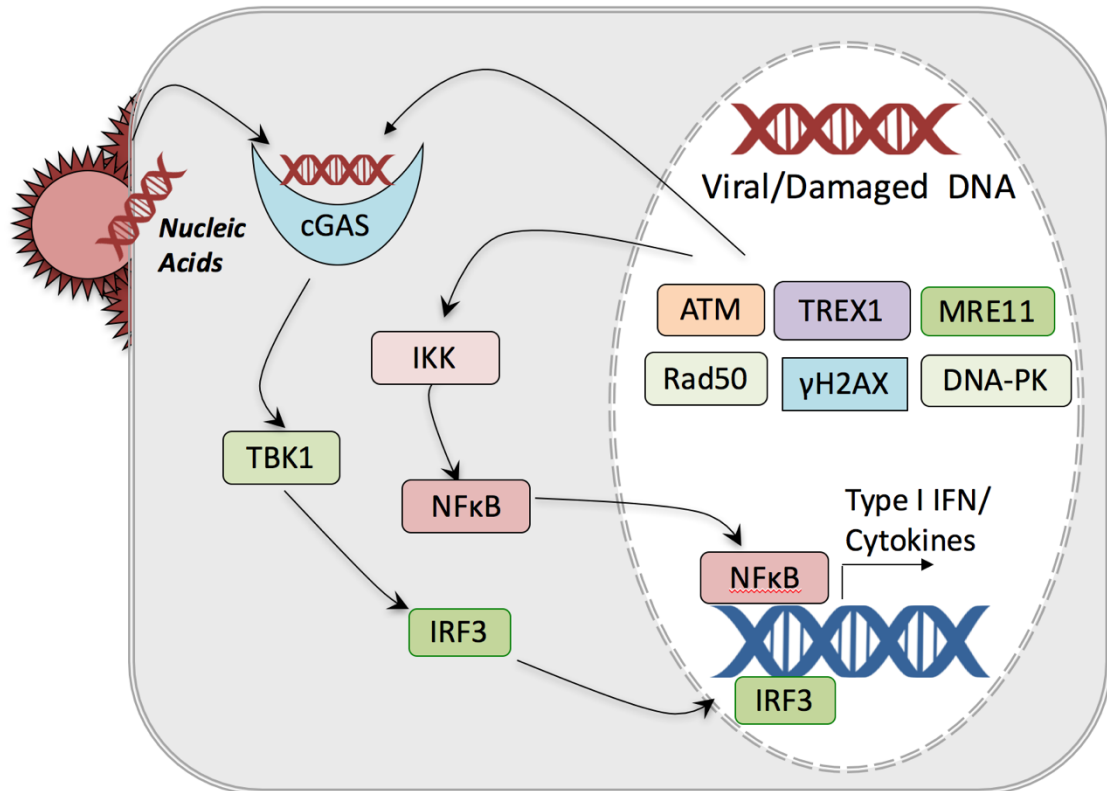 Nucleic
Acids
cGAS
Viral/Damaged DNA
ATM
TREX1
MRE11
Rad50
γH2AX
DNA-PK
IKK
TBK1
NFκB
IRF3
Type I IFN/
Cytokines
NFκB
IRF3